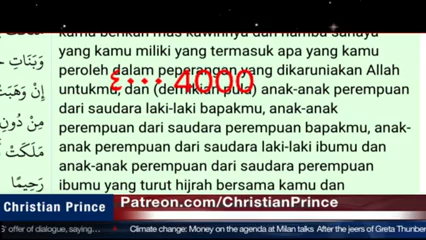 kamu berikan mas kawinnya dan hamba sahaya
yang kamu miliki yang termasuk apa yang kamu
peroleh dalam peperangan yang dikaruniakan Allah
٤٠٠٠ 4000
untukmu, dan (demikian pula) anak-anak perempuan
dari saudara laki-laki bapakmu, anak-anak
perempuan dari saudara perempuan bapakmu, anak-
anak perempuan dari saudara laki-laki ibumu dan
anak-anak perempuan dari saudara perempuan
ibumu yang turut hijrah bersama kamu dan
وَبَنَاتِ
إِنْ وَهَبَتْ
مِنْ دُونِ
مَلَكَتْ
رَحِيمًا
Christian Prince
Patreon.com/ChristianPrince
offer of dialogue, saying...
Climate change: Money on the agenda at Milan talks After the jeers of Greta Thunber